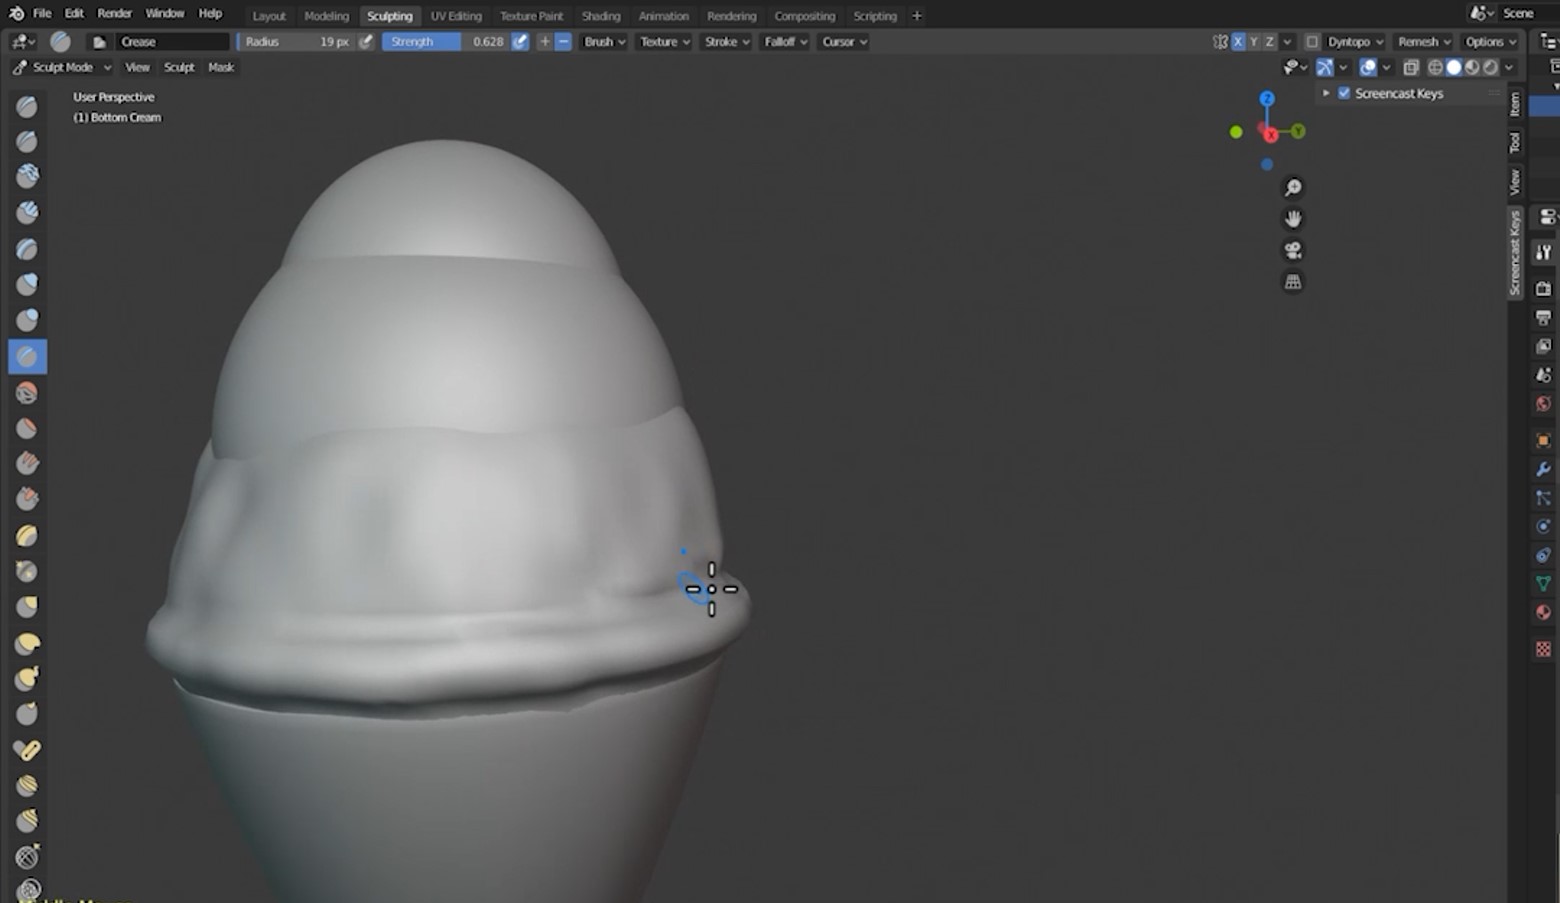 File Edit Render Window Help Layout Modeling Sculpting UV Editing Texture Paint Shading Animation Rendering Compositing Scripting + Scene
Crease Radius 19 px Strength 0.628 + − Brush Texture Stroke Falloff Cursor X Y Z Dyntopo Remesh Options
Sculpt Mode View Sculpt Mask
User Perspective
(1) Bottom Cream
Screencast Keys
Z
X
Y
Item
Tool
View
Screencast Keys